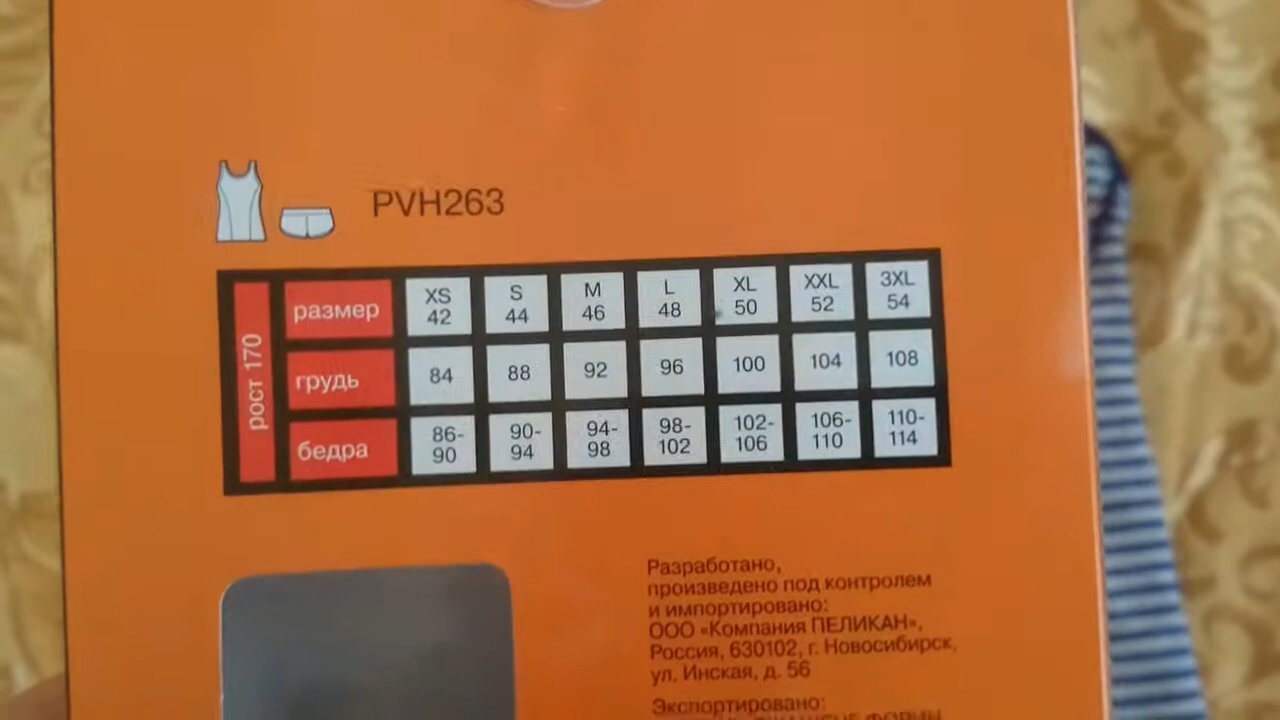 PVH263
рост 170
размер XS 42 S 44 M 46 L 48 XL 50 XXL 52 3XL 54
грудь 84 88 92 96 100 104 108
бедра 86-90 90-94 94-98 98-102 102-106 106-110 110-114
Разработано,
произведено под контролем
и импортировано:
ООО «Компания ПЕЛИКАН»,
Россия, 630102, г. Новосибирск,
ул. Инская, д. 56
Экспортировано: